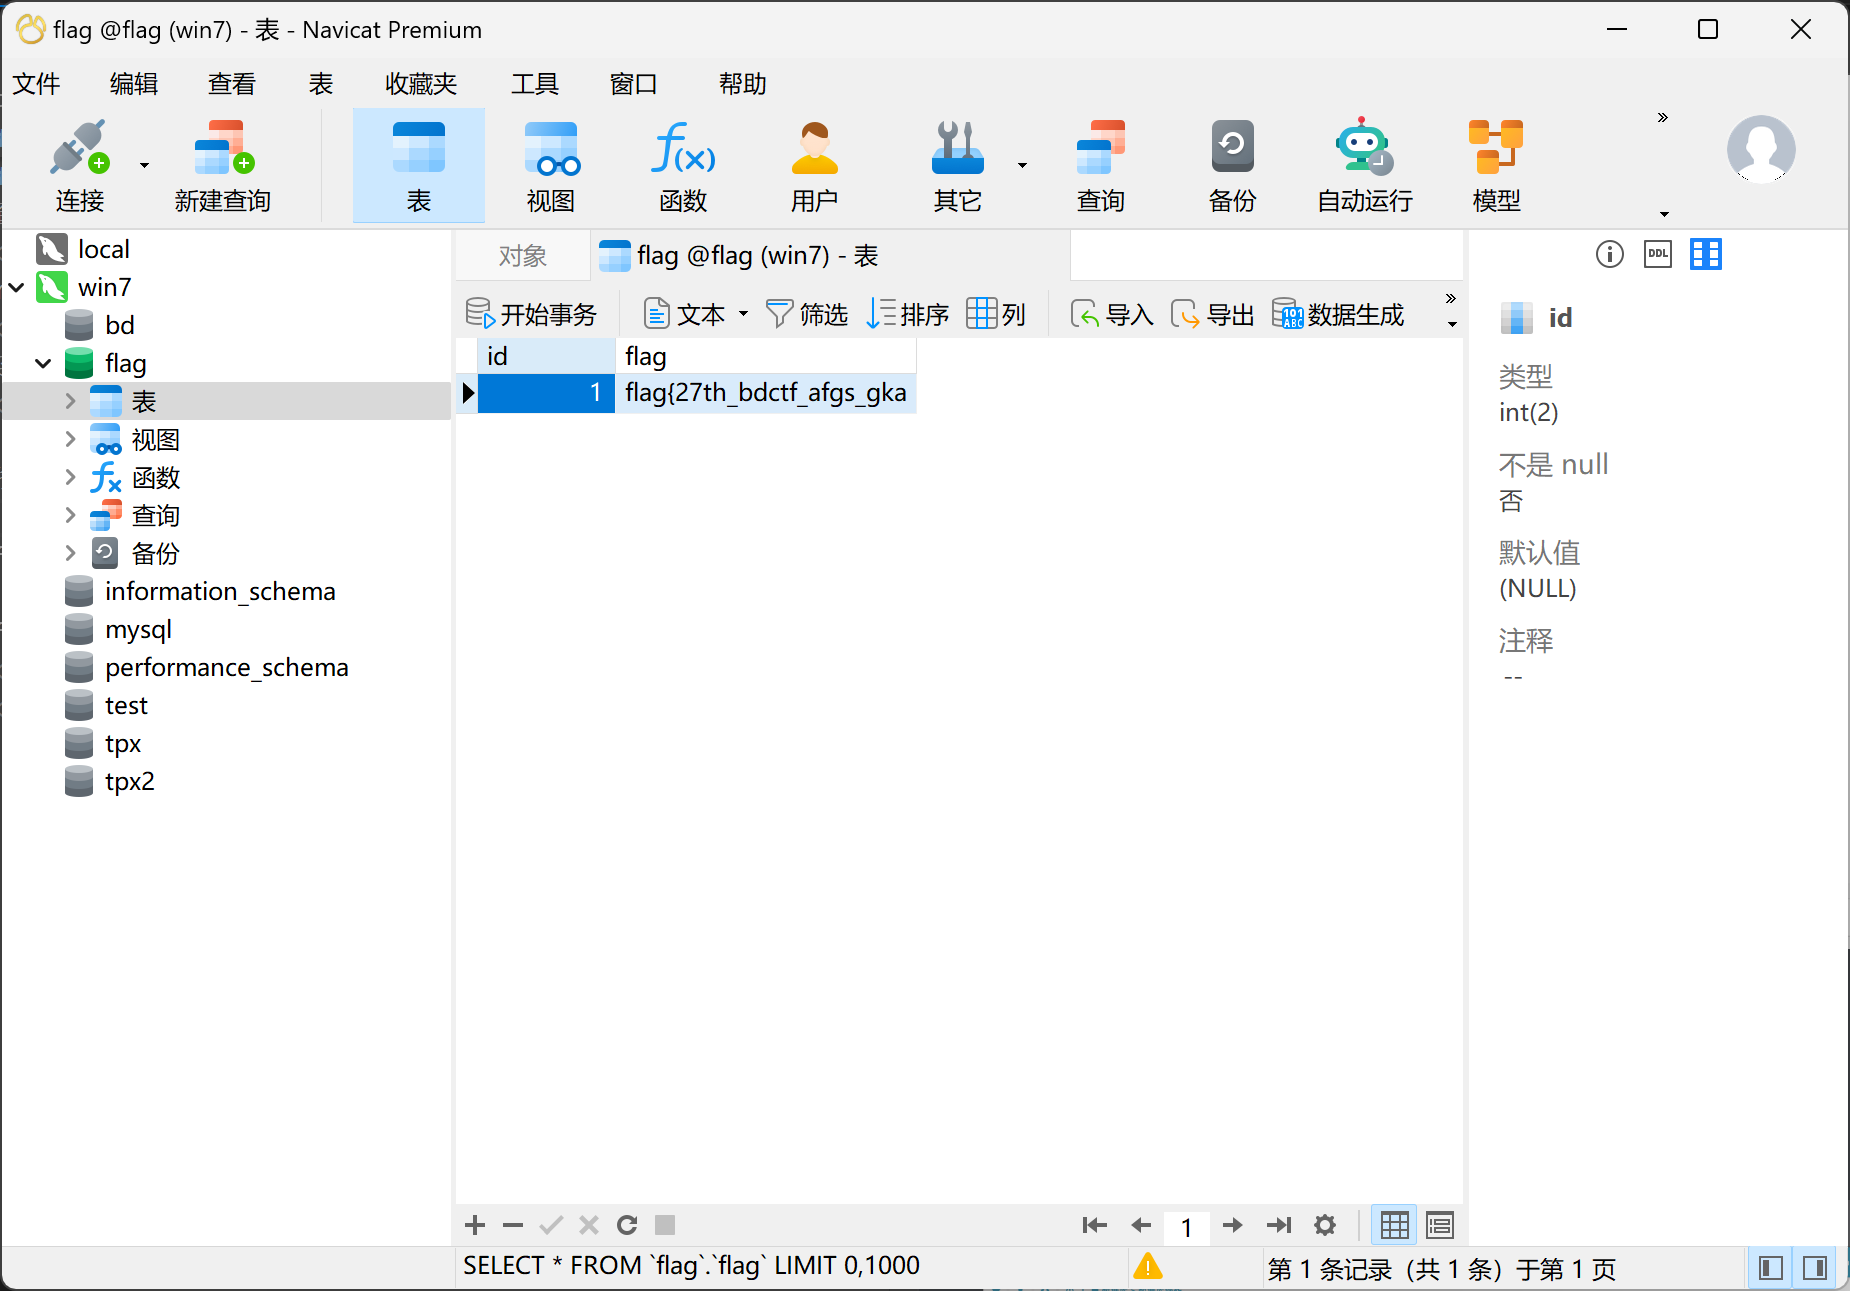 flag @flag (win7) - 表 - Navicat Premium
文件 编辑 查看 表 收藏夹 工具 窗口 帮助
连接 新建查询 表 视图 函数 用户 其它 查询 备份 自动运行 模型
local
win7
bd
flag
表
视图
函数
查询
备份
information_schema
mysql
performance_schema
test
tpx
tpx2
对象 flag @flag (win7) - 表
开始事务 文本 筛选 排序 列 导入 导出 数据生成
id flag
1 flag{27th_bdctf_afgs_gka
DDL
id
类型
int(2)
不是 null
否
默认值
(NULL)
注释
--
1
SELECT * FROM `flag`.`flag` LIMIT 0,1000
第 1 条记录（共 1 条）于第 1 页